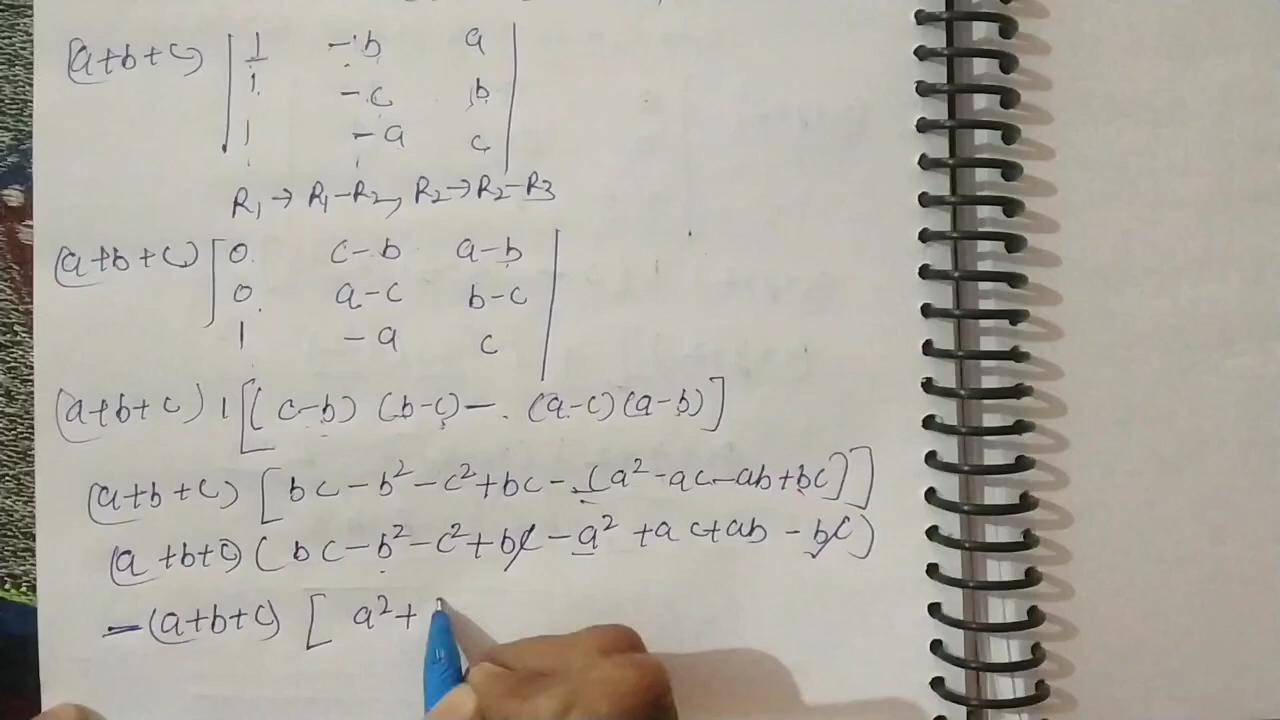 (a+b+c) | 1 -b a
1 -c b
1 -a c |
R₁→R₁-R₂, R₂→R₂-R₃
(a+b+c) | 0 c-b a-b
0 a-c b-c
1 -a c |
(a+b+c) 1 [(c-b) (b-c) - (a-c)(a-b)]
(a+b+c) [bc-b²-c²+bc-(a²-ac-ab+bc)]
(a+b+c) (bc-b²-c²+bc-a²+ac+ab-bc)
-(a+b+c) [a²+